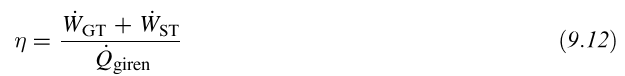 η = (Ẇ_GT + Ẇ_ST) / Q̇_giren (9.12)